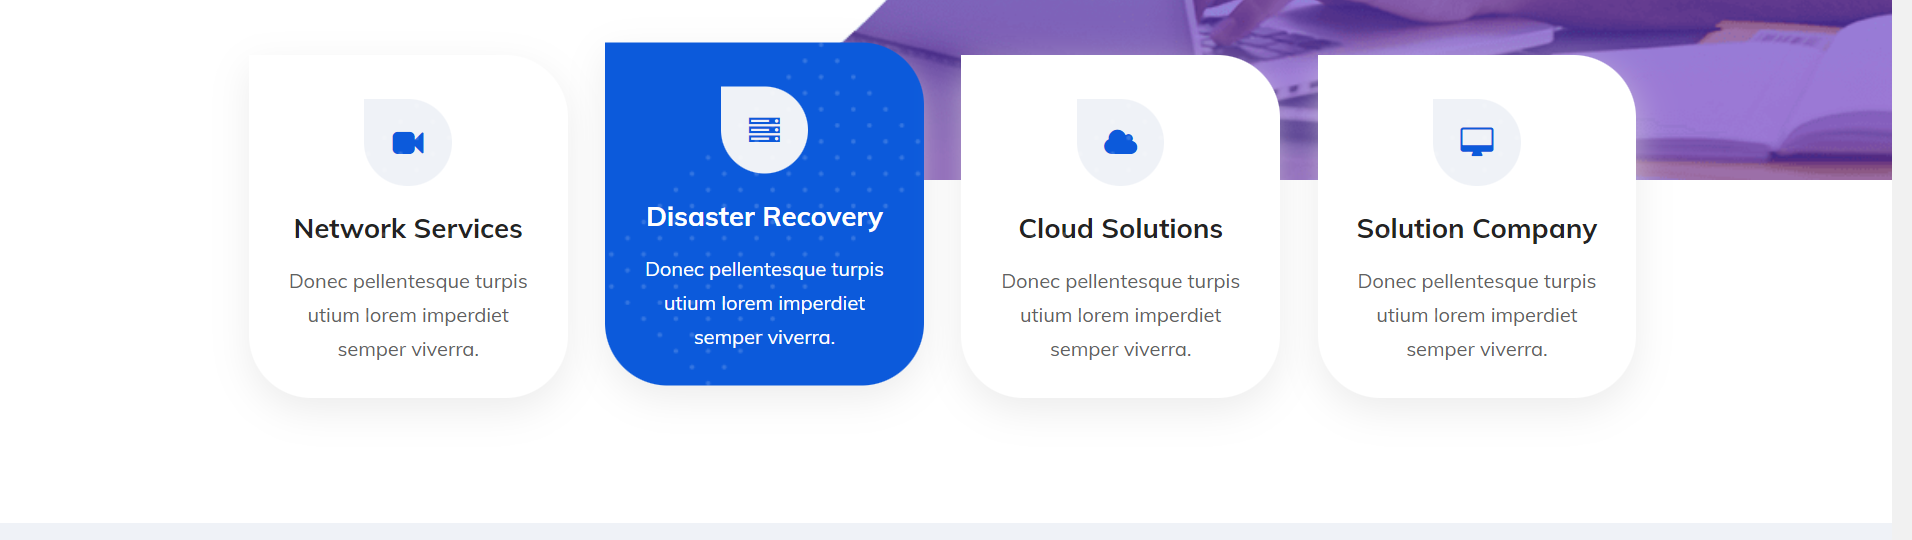 Network Services
Donec pellentesque turpis
utium lorem imperdiet
semper viverra.
Disaster Recovery
Donec pellentesque turpis
utium lorem imperdiet
semper viverra.
Cloud Solutions
Donec pellentesque turpis
utium lorem imperdiet
semper viverra.
Solution Company
Donec pellentesque turpis
utium lorem imperdiet
semper viverra.